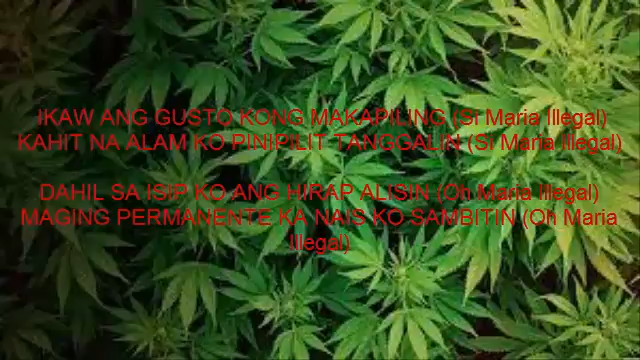 IKAW ANG GUSTO KONG MAKAPILING (Si Maria Illegal)
KAHIT NA ALAM KO PINIPILIT TANGGALIN (Si Maria Illegal)
DAHIL SA ISIP KO ANG HIRAP ALISIN (Oh Maria Illegal)
MAGING PERMANENTE KA NAIS KO SAMBITIN (Oh Maria
Illegal)